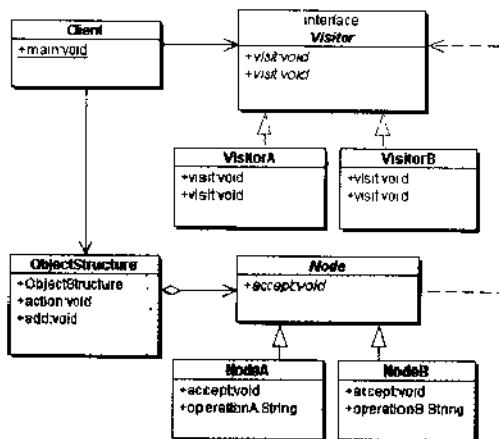 Client
+main:void
interface
Visitor
+visit:void
+visit:void
VisitorA
+visit:void
+visit:void
VisitorB
+visit:void
+visit:void
ObjectStructure
+ObjectStructure
+action:void
+add:void
Node
+accept:void
NodeA
+accept:void
+operationA:String
NodeB
+accept:void
+operationB:String